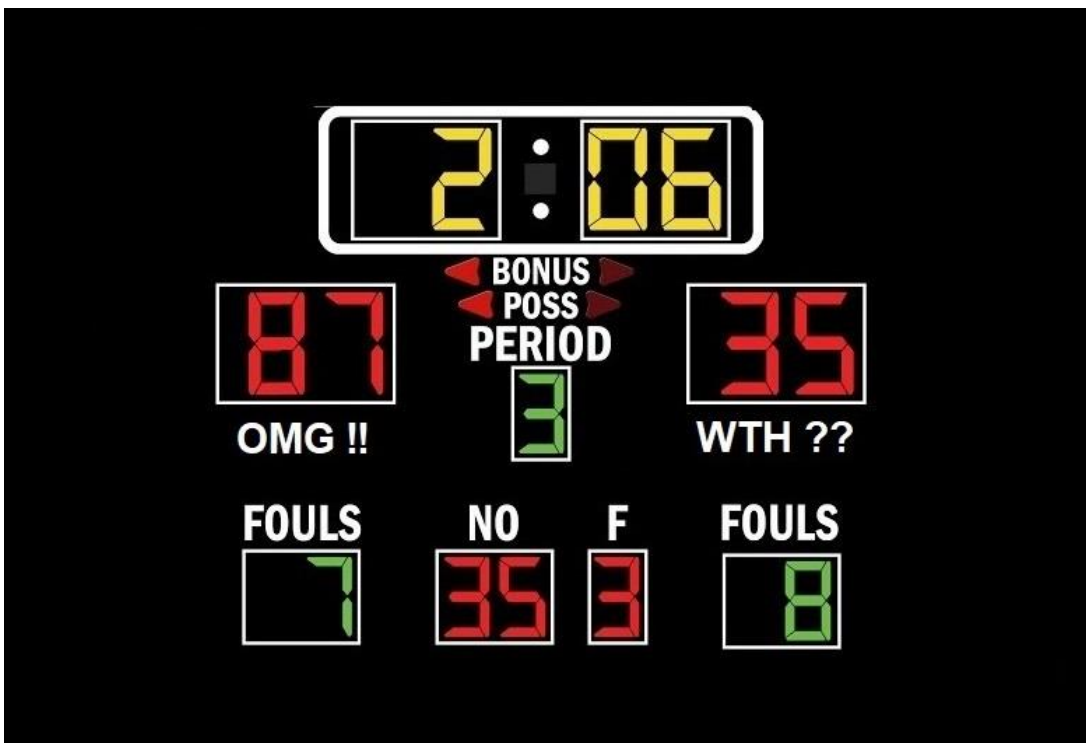 2:06
BONUS
POSS
87 PERIOD 35
3
OMG !! WTH ??
FOULS NO F FOULS
7 35 3 8